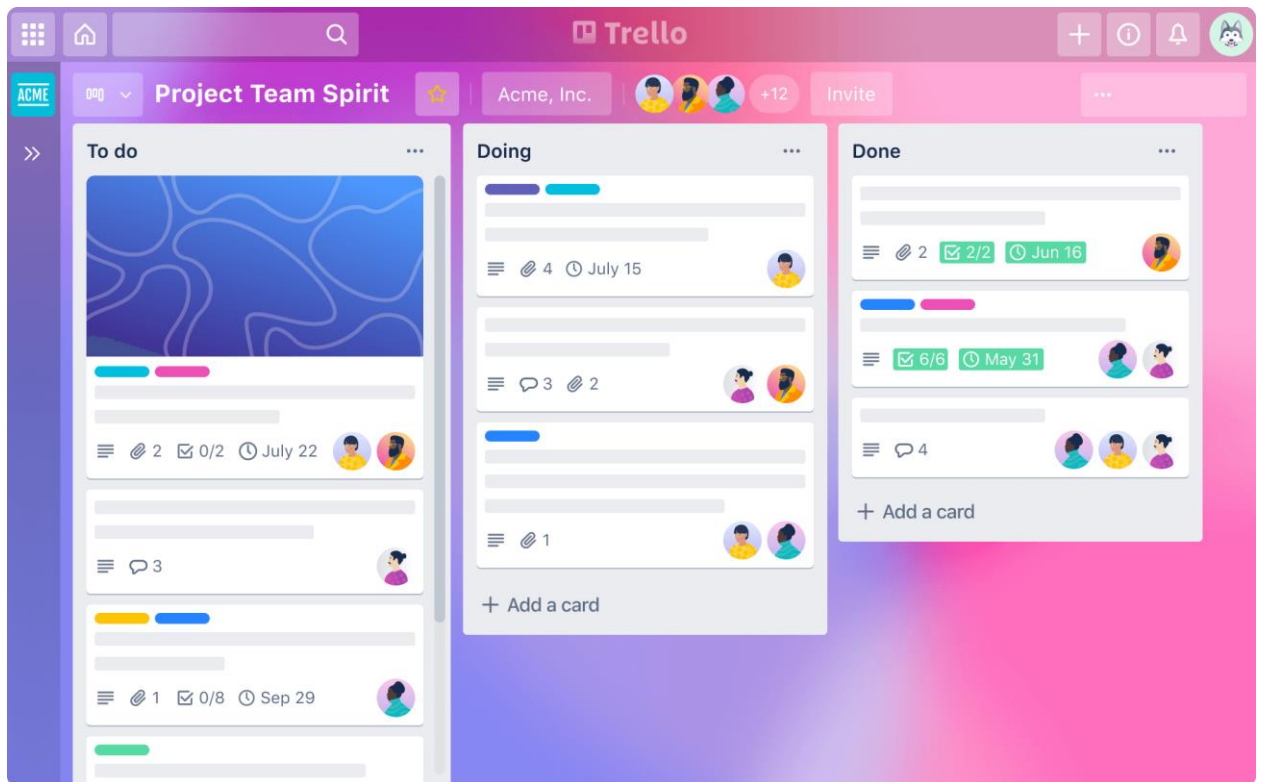 Trello
ACME
Project Team Spirit
Acme, Inc.
+12
Invite
To do
2 0/2 July 22
3
1 0/8 Sep 29
Doing
4 July 15
3 2
1
+ Add a card
Done
2 2/2 Jun 16
6/6 May 31
4
+ Add a card